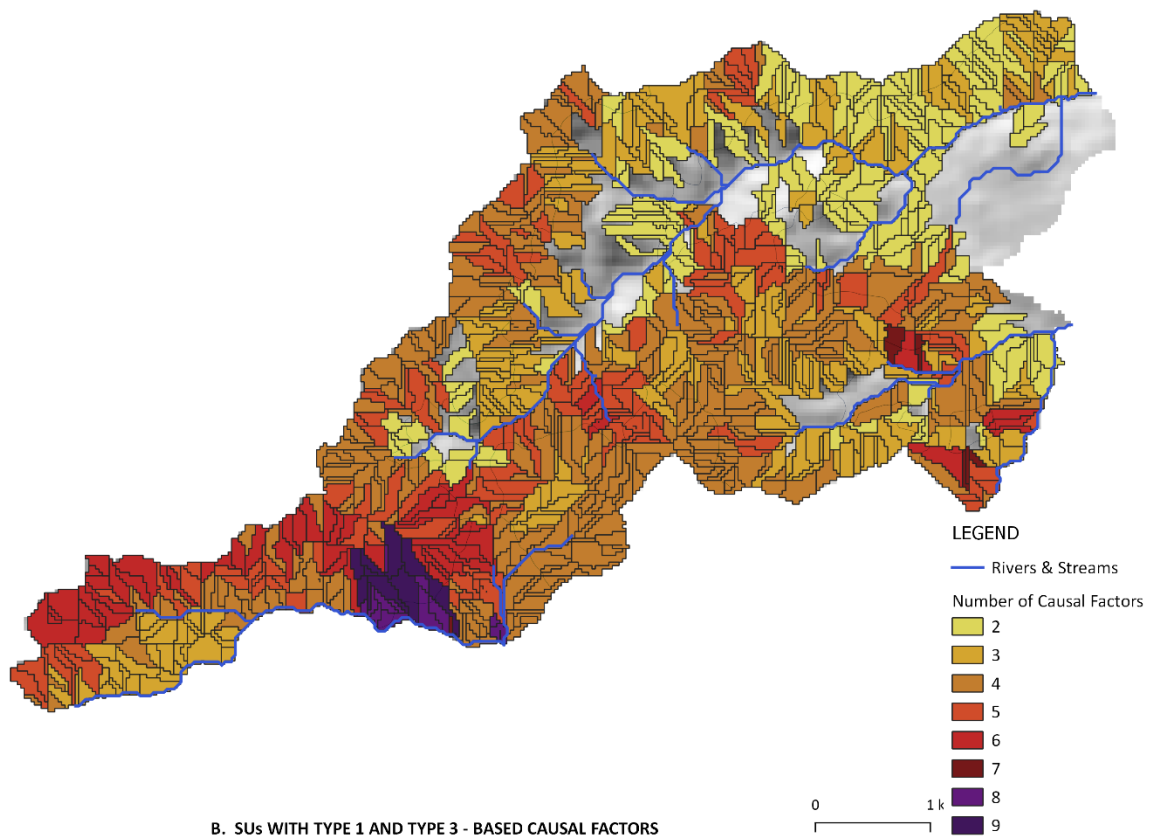 LEGEND
Rivers & Streams
Number of Causal Factors
2
3
4
5
6
7
8
9
0 1 k
B. SUs WITH TYPE 1 AND TYPE 3 - BASED CAUSAL FACTORS